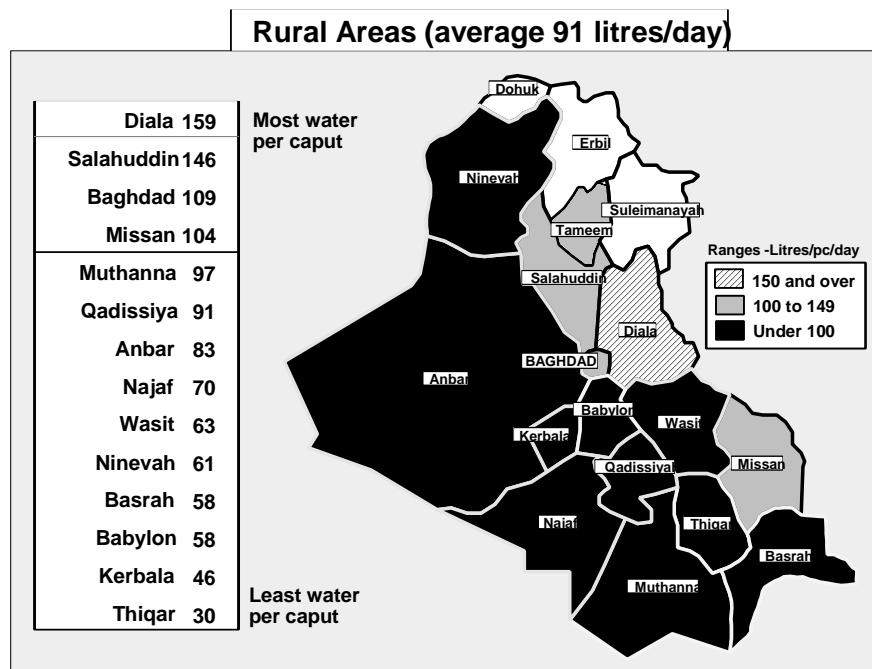 Rural Areas (average 91 litres/day)
Diala 159
Salahuddin 146
Baghdad 109
Missan 104
Muthanna 97
Qadissiya 91
Anbar 83
Najaf 70
Wasit 63
Ninevah 61
Basrah 58
Babylon 58
Kerbala 46
Thiqar 30
Most water
per caput
Least water
per caput
Dohuk
Erbil
Ninevah
Suleimanayah
Tameem
Salahuddin
Diala
BAGHDAD
Anbar
Babylon
Wasit
Kerbala
Qadissiyah
Missan
Najaf
Thiqar
Basrah
Muthanna
Ranges -Litres/pc/day
150 and over
100 to 149
Under 100